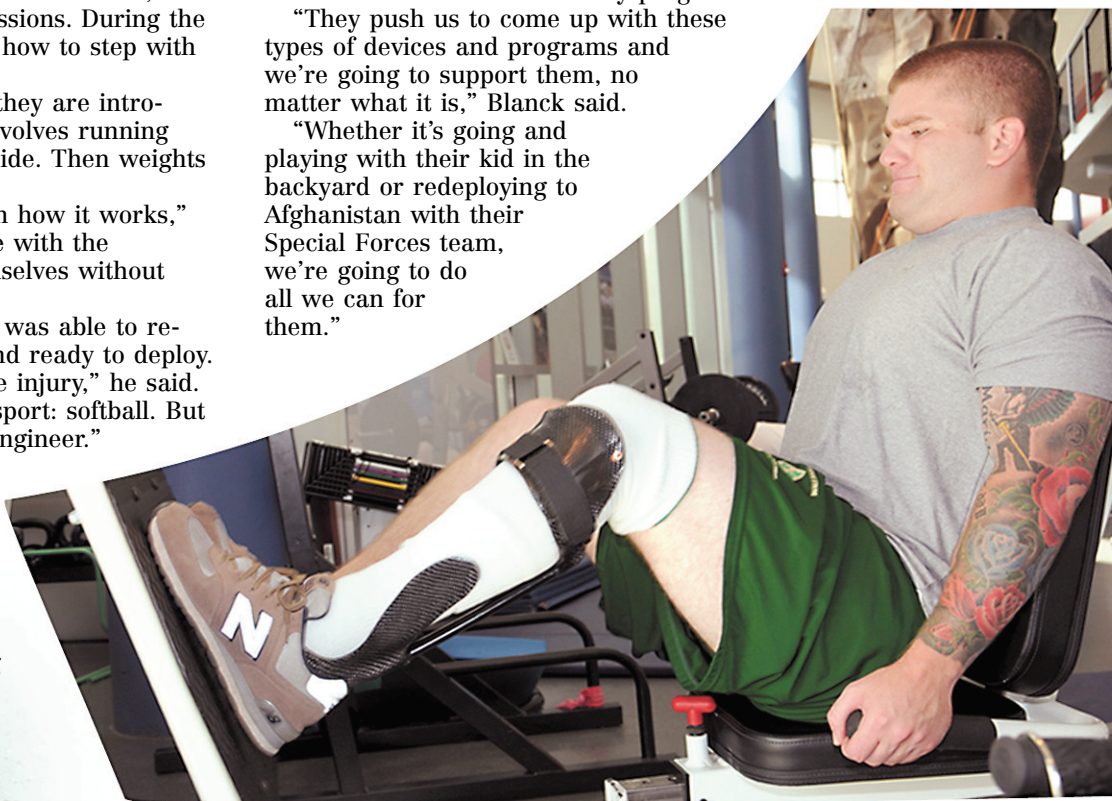 ssions. During the
how to step with
they are intro-
volves running
ide. Then weights
n how it works,”
e with the
selves without
was able to re-
nd ready to deploy.
e injury,” he said.
sport: softball. But
ngineer.”
“They push us to come up with these
types of devices and programs and
we’re going to support them, no
matter what it is,” Blanck said.
“Whether it’s going and
playing with their kid in the
backyard or redeploying to
Afghanistan with their
Special Forces team,
we’re going to do
all we can for
them.”
N